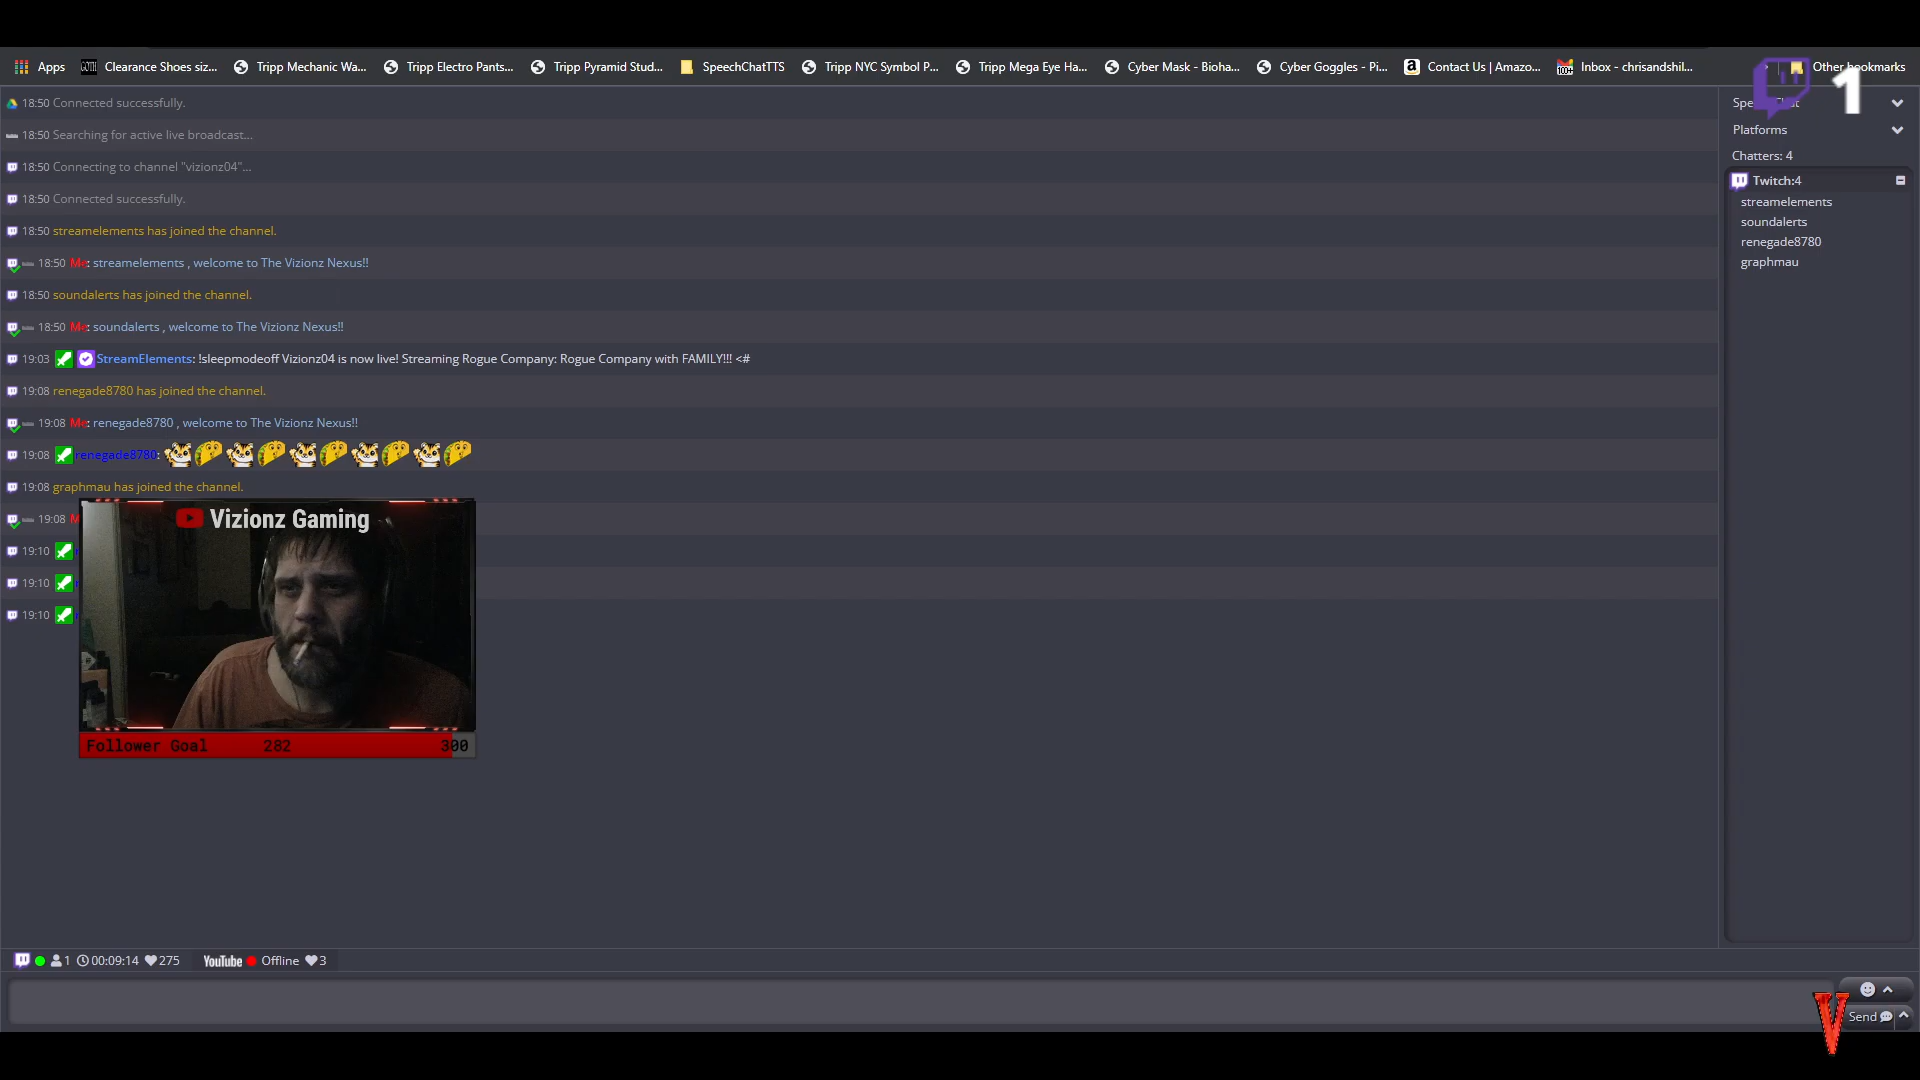 Apps Clearance Shoes siz... Tripp Mechanic Wa... Tripp Electro Pants... Tripp Pyramid Stud... SpeechChatTTS Tripp NYC Symbol P... Tripp Mega Eye Ha... Cyber Mask - Bioha... Cyber Goggles - Pi... Contact Us | Amazo... Inbox - chrisandshil... Other bookmarks
1
18:50 Connected successfully.
18:50 Searching for active live broadcast...
18:50 Connecting to channel "vizionz04"...
18:50 Connected successfully.
18:50 streamelements has joined the channel.
18:50 Me: streamelements , welcome to The Vizionz Nexus!!
18:50 soundalerts has joined the channel.
18:50 Me: soundalerts , welcome to The Vizionz Nexus!!
19:03 StreamElements: !sleepmodeoff Vizionz04 is now live! Streaming Rogue Company: Rogue Company with FAMILY!!! <#
19:08 renegade8780 has joined the channel.
19:08 Me: renegade8780 , welcome to The Vizionz Nexus!!
19:08 renegade8780:
19:08 graphmau has joined the channel.
19:08
19:10
19:10
19:10
Vizionz Gaming
Follower Goal 282 300
Platforms
Chatters: 4
Twitch:4
streamelements
soundalerts
renegade8780
graphmau
1 00:09:14 275 YouTube Offline 3
V
Send